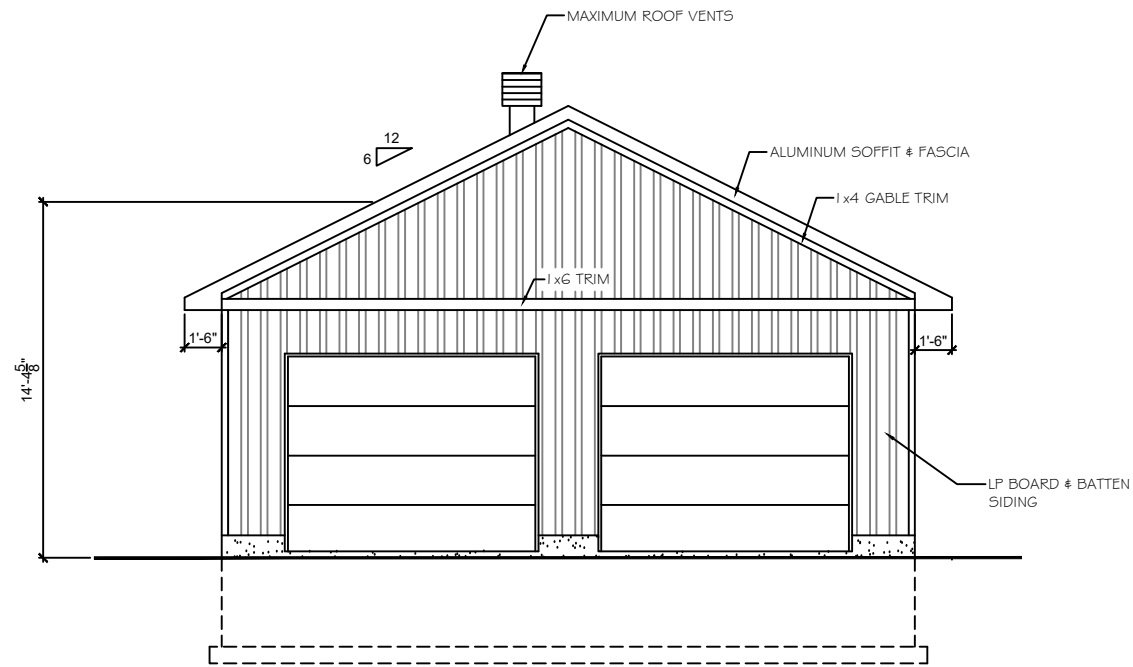 MAXIMUM ROOF VENTS
12
6
ALUMINUM SOFFIT & FASCIA
1x4 GABLE TRIM
1x6 TRIM
1'-6"
1'-6"
14'-4 5/8"
LP BOARD & BATTEN
SIDING